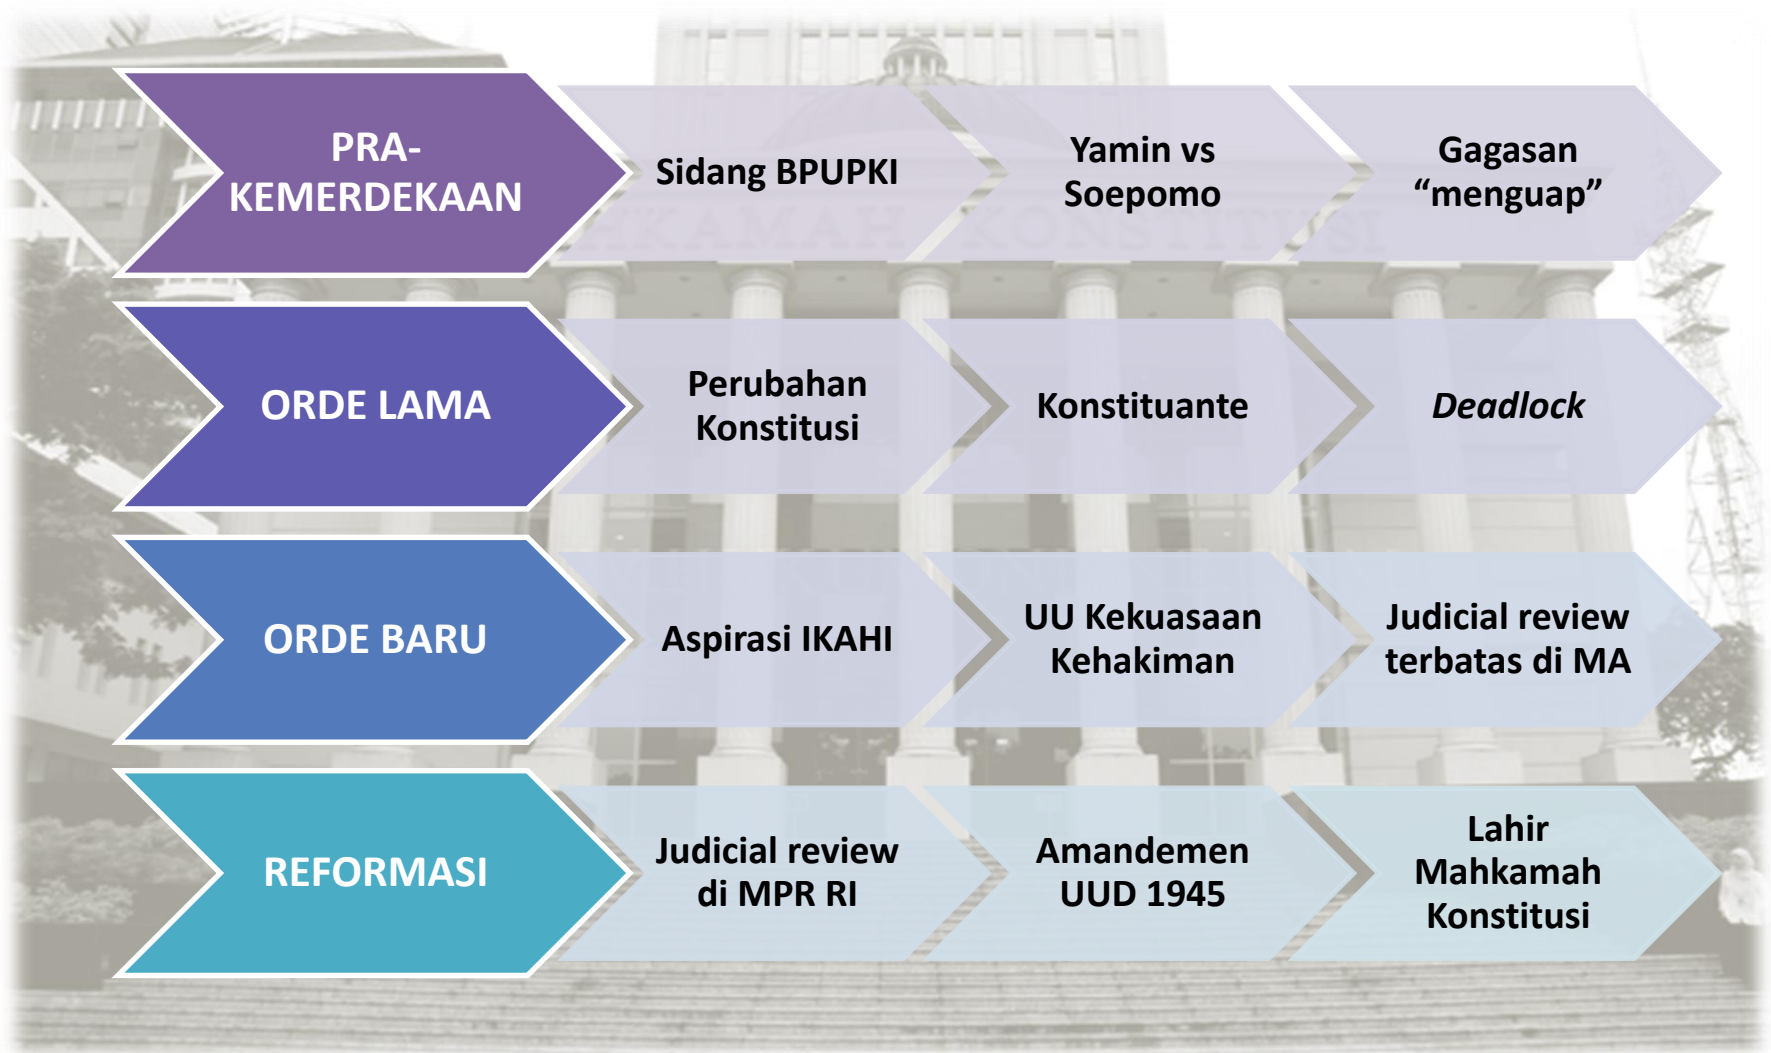 PRA-
KEMERDEKAAN
Sidang BPUPKI
Yamin vs
Soepomo
Gagasan
“menguap”
MAHKAMAH KONSTITUSI
ORDE LAMA
Perubahan
Konstitusi
Konstituante
Deadlock
ORDE BARU
Aspirasi IKAHI
UU Kekuasaan
Kehakiman
Judicial review
terbatas di MA
REFORMASI
Judicial review
di MPR RI
Amandemen
UUD 1945
Lahir
Mahkamah
Konstitusi